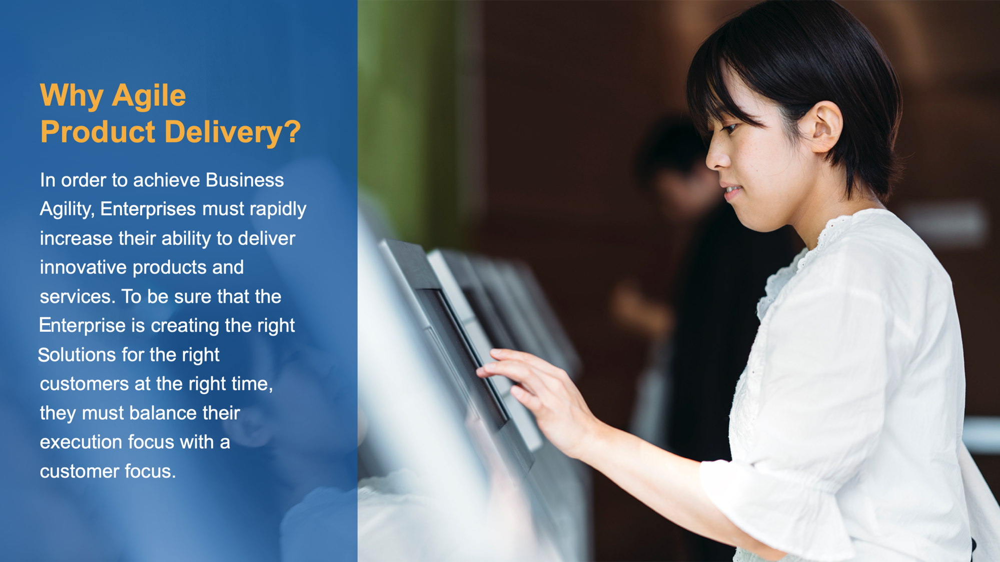 Why Agile
Product Delivery?
In order to achieve Business
Agility, Enterprises must rapidly
increase their ability to deliver
innovative products and
services. To be sure that the
Enterprise is creating the right
Solutions for the right
customers at the right time,
they must balance their
execution focus with a
customer focus.